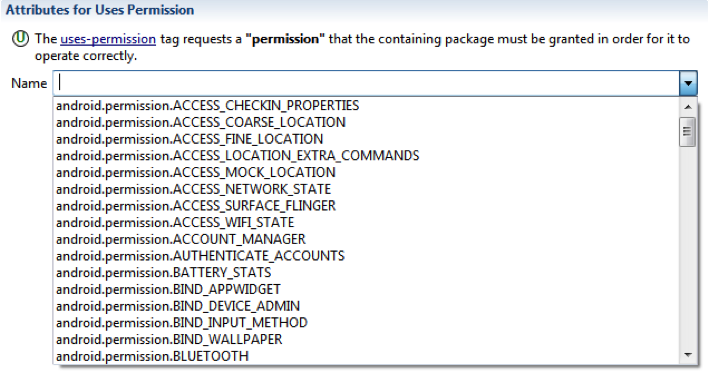 Attributes for Uses Permission
The uses-permission tag requests a "permission" that the containing package must be granted in order for it to
operate correctly.
Name
android.permission.ACCESS_CHECKIN_PROPERTIES
android.permission.ACCESS_COARSE_LOCATION
android.permission.ACCESS_FINE_LOCATION
android.permission.ACCESS_LOCATION_EXTRA_COMMANDS
android.permission.ACCESS_MOCK_LOCATION
android.permission.ACCESS_NETWORK_STATE
android.permission.ACCESS_SURFACE_FLINGER
android.permission.ACCESS_WIFI_STATE
android.permission.ACCOUNT_MANAGER
android.permission.AUTHENTICATE_ACCOUNTS
android.permission.BATTERY_STATS
android.permission.BIND_APPWIDGET
android.permission.BIND_DEVICE_ADMIN
android.permission.BIND_INPUT_METHOD
android.permission.BIND_WALLPAPER
android.permission.BLUETOOTH